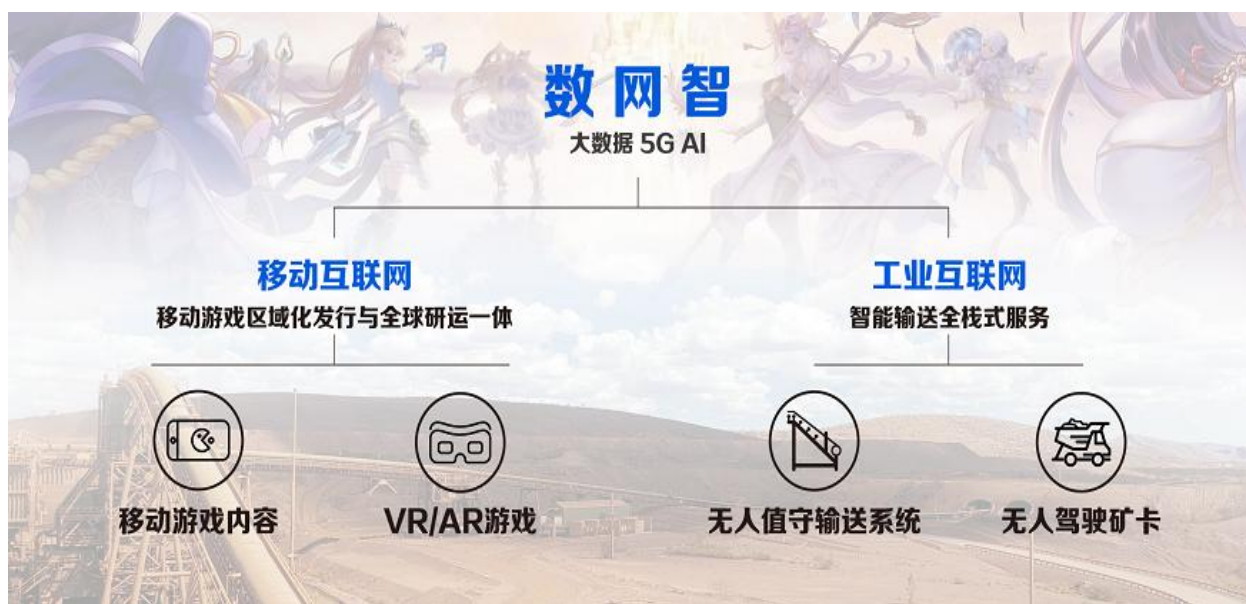 数网智
大数据 5G AI
移动互联网
工业互联网
移动游戏区域化发行与全球研运一体
智能输送全栈式服务
移动游戏内容
VR/AR游戏
无人值守输送系统
无人驾驶矿卡